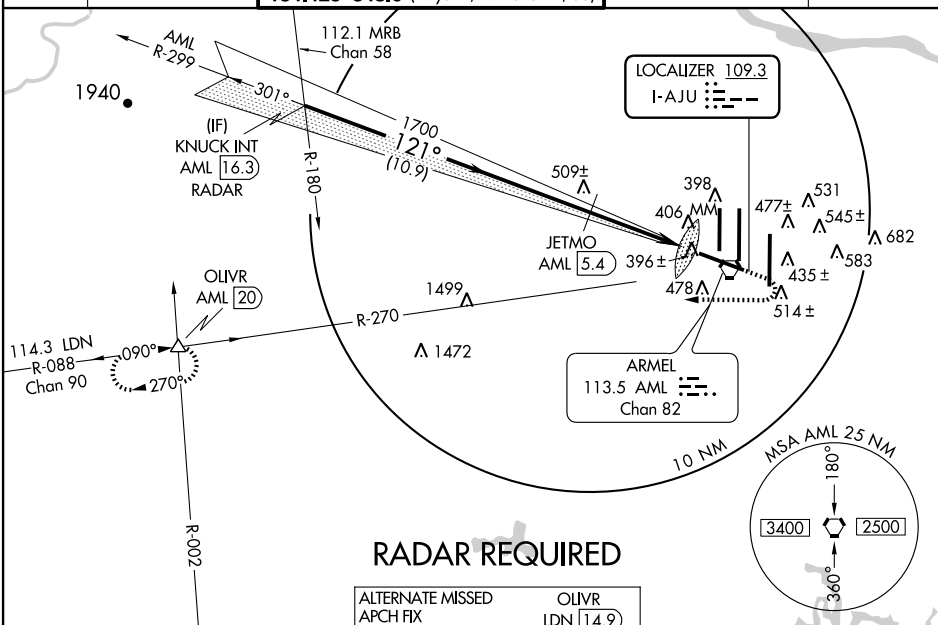 112.1 MRB
Chan 58
AML
R-299
1940
301°
(IF)
KNUCK INT
AML 16.3
RADAR
R-180
1700
121°
(10.9)
LOCALIZER 109.3
I-AJU
509±
398
406 MM
477±
531
545±
682
583
JETMO
AML 5.4
396±
435±
478
514±
OLIVR
AML 20
1499
R-270
1472
114.3 LDN
R-088
Chan 90
090°
270°
ARMEL
113.5 AML
Chan 82
10 NM
MSA AML 25 NM
180°
3400
2500
360°
R-002
RADAR REQUIRED
ALTERNATE MISSED
APCH FIX
OLIVR
LDN 14.9